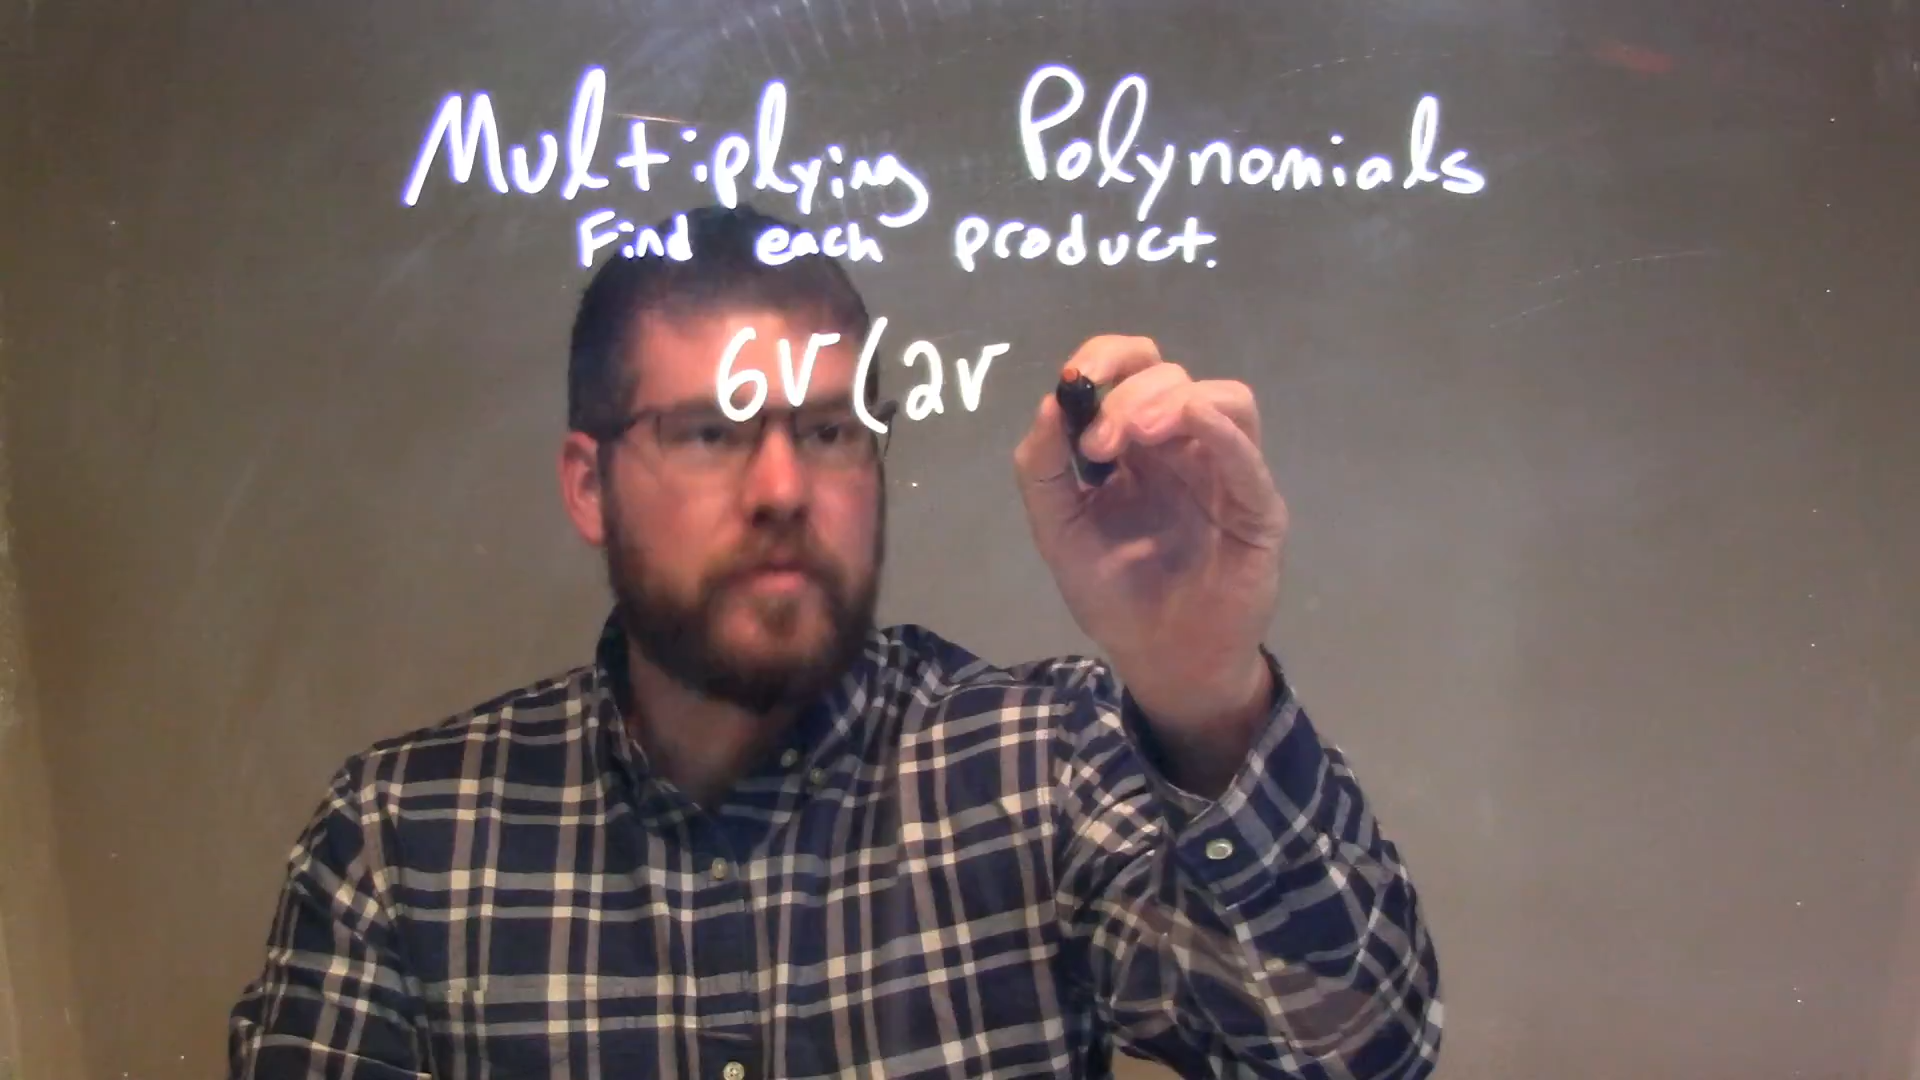 Multiplying Polynomials
Find each product.
6v(2v